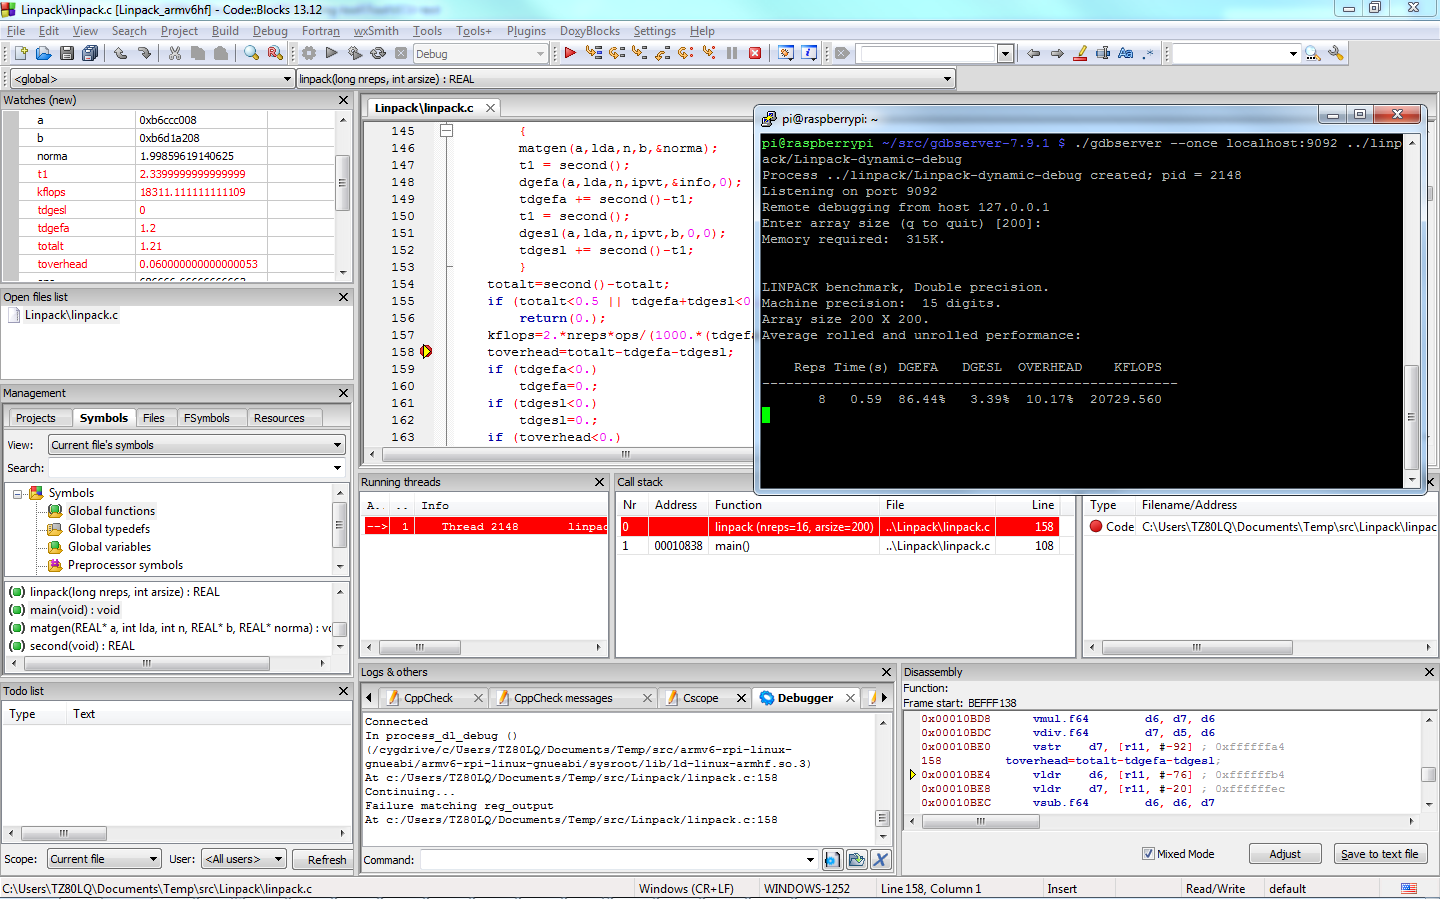 Linpack\linpack.c [Linpack_armv6hf] - Code::Blocks 13.12
File Edit View Search Project Build Debug Fortran wxSmith Tools Tools+ Plugins DoxyBlocks Settings Help
Debug
Aa
.*
<global>
linpack(long nreps, int arsize) : REAL
Watches (new)
a 0xb6ccc008
b 0xb6d1a208
norma 1.99859619140625
t1 2.3399999999999999
kflops 18311.111111111109
tdgesl 0
tdgefa 1.2
totalt 1.21
toverhead 0.060000000000000053
Open files list
Linpack\linpack.c
Management
Projects Symbols Files FSymbols Resources
View: Current file's symbols
Search:
Symbols
Global functions
Global typedefs
Global variables
Preprocessor symbols
linpack(long nreps, int arsize) : REAL
main(void) : void
matgen(REAL* a, int lda, int n, REAL* b, REAL* norma) : vo
second(void) : REAL
Todo list
Type Text
Scope: Current file User: <All users> Refresh
Linpack\linpack.c
145 {
146 matgen(a,lda,n,b,&norma);
147 t1 = second();
148 dgefa(a,lda,n,ipvt,&info,0);
149 tdgefa += second()-t1;
150 t1 = second();
151 dgesl(a,lda,n,ipvt,b,0,0);
152 tdgesl += second()-t1;
153 }
154 totalt=second()-totalt;
155 if (totalt<0.5 || tdgefa+tdgesl<0
156 return(0.);
157 kflops=2.*nreps*ops/(1000.*(tdgefa
158 toverhead=totalt-tdgefa-tdgesl;
159 if (tdgefa<0.)
160 tdgefa=0.;
161 if (tdgesl<0.)
162 tdgesl=0.;
163 if (toverhead<0.)
pi@raspberrypi: ~
pi@raspberrypi ~/src/gdbserver-7.9.1 $ ./gdbserver --once localhost:9092 ../linp
ack/Linpack-dynamic-debug
Process ../linpack/Linpack-dynamic-debug created; pid = 2148
Listening on port 9092
Remote debugging from host 127.0.0.1
Enter array size (q to quit) [200]:
Memory required: 315K.
LINPACK benchmark, Double precision.
Machine precision: 15 digits.
Array size 200 X 200.
Average rolled and unrolled performance:
Reps Time(s) DGEFA DGESL OVERHEAD KFLOPS
----------------------------------------------------
8 0.59 86.44% 3.39% 10.17% 20729.560
Running threads
A. .. Info
--> 1 Thread 2148 linpac
Call stack
Nr Address Function File Line
0 linpack (nreps=16, arsize=200) ..\Linpack\linpack.c 158
1 00010838 main() ..\Linpack\linpack.c 108
Type Filename/Address
Code C:\Users\TZ80LQ\Documents\Temp\src\Linpack\linpac
Logs & others
CppCheck CppCheck messages Cscope Debugger
Connected
In process_dl_debug ()
(/cygdrive/c/Users/TZ80LQ/Documents/Temp/src/armv6-rpi-linux-
gnueabi/armv6-rpi-linux-gnueabi/sysroot/lib/ld-linux-armhf.so.3)
At c:/Users/TZ80LQ/Documents/Temp/src/Linpack/linpack.c:158
Continuing...
Failure matching reg_output
At c:/Users/TZ80LQ/Documents/Temp/src/Linpack/linpack.c:158
Command:
Disassembly
Function:
Frame start: BEFFF138
0x00010BD8 vmul.f64 d6, d7, d6
0x00010BDC vdiv.f64 d7, d5, d6
0x00010BE0 vstr d7, [r11, #-92] ; 0xffffffa4
158 toverhead=totalt-tdgefa-tdgesl;
0x00010BE4 vldr d6, [r11, #-76] ; 0xffffffb4
0x00010BE8 vldr d7, [r11, #-20] ; 0xffffffec
0x00010BEC vsub.f64 d6, d6, d7
Mixed Mode Adjust Save to text file
C:\Users\TZ80LQ\Documents\Temp\src\Linpack\linpack.c Windows (CR+LF) WINDOWS-1252 Line 158, Column 1 Insert Read/Write default